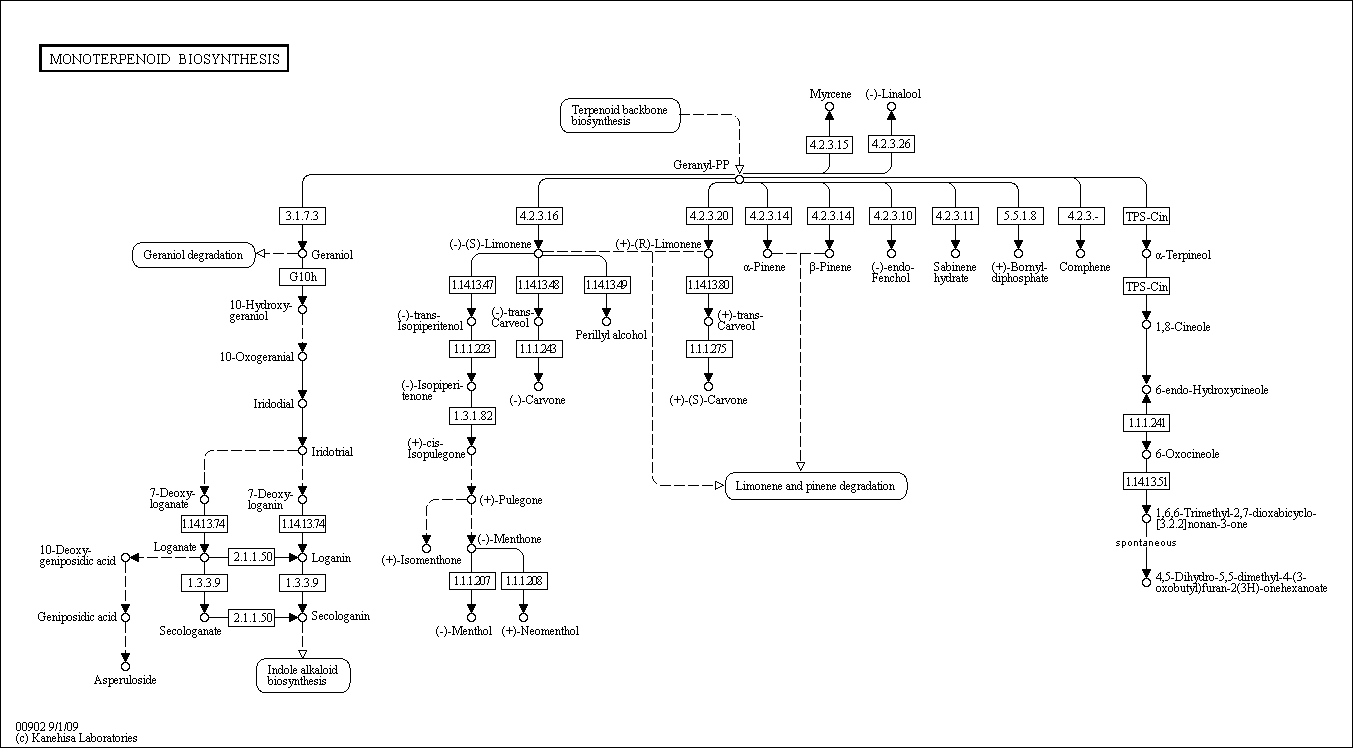 MONOTERPENOID BIOSYNTHESIS
Terpenoid backbone
biosynthesis
Myrcene
(-)-Linalool
4.2.3.15
4.2.3.26
Geranyl-PP
3.1.7.3
4.2.3.16
4.2.3.20
4.2.3.14
4.2.3.14
4.2.3.10
4.2.3.11
5.5.1.8
4.2.3.-
TPS-Cin
Geraniol degradation
Geraniol
(-)-(S)-Limonene
(+)-(R)-Limonene
α-Pinene
β-Pinene
(-)-endo-
Fenchol
Sabinene
hydrate
(+)-Bornyl-
diphosphate
Comphene
α-Terpineol
G10h
1.14.13.47
1.14.13.48
1.14.13.49
1.14.13.80
TPS-Cin
10-Hydroxy-
geraniol
(-)-trans-
Isopiperitenol
(-)-trans-
Carveol
Perillyl alcohol
(+)-trans-
Carveol
1,8-Cineole
10-Oxogeranial
1.1.1.223
1.1.1.243
1.1.1.275
(-)-Isopiperi-
tenone
(-)-Carvone
(+)-(S)-Carvone
6-endo-Hydroxycineole
Iridodial
1.3.1.82
1.1.1.241
Iridotrial
(+)-cis-
Isopulegone
6-Oxocineole
1.14.13.51
Limonene and pinene degradation
7-Deoxy-
loganate
7-Deoxy-
loganin
(+)-Pulegone
1,6,6-Trimethyl-2,7-dioxabicyclo-
[3.2.2]nonan-3-one
1.14.13.74
1.14.13.74
spontaneous
10-Deoxy-
geniposidic acid
Loganate
2.1.1.50
Loganin
(-)-Menthone
(+)-Isomenthone
1.3.3.9
1.3.3.9
1.1.1.207
1.1.1.208
4,5-Dihydro-5,5-dimethyl-4-(3-
oxobutyl)furan-2(3H)-onehexanoate
Geniposidic acid
2.1.1.50
Secologanate
Secologanin
(-)-Menthol
(+)-Neomenthol
Asperuloside
Indole alkaloid
biosynthesis
00902 9/1/09
(c) Kanehisa Laboratories